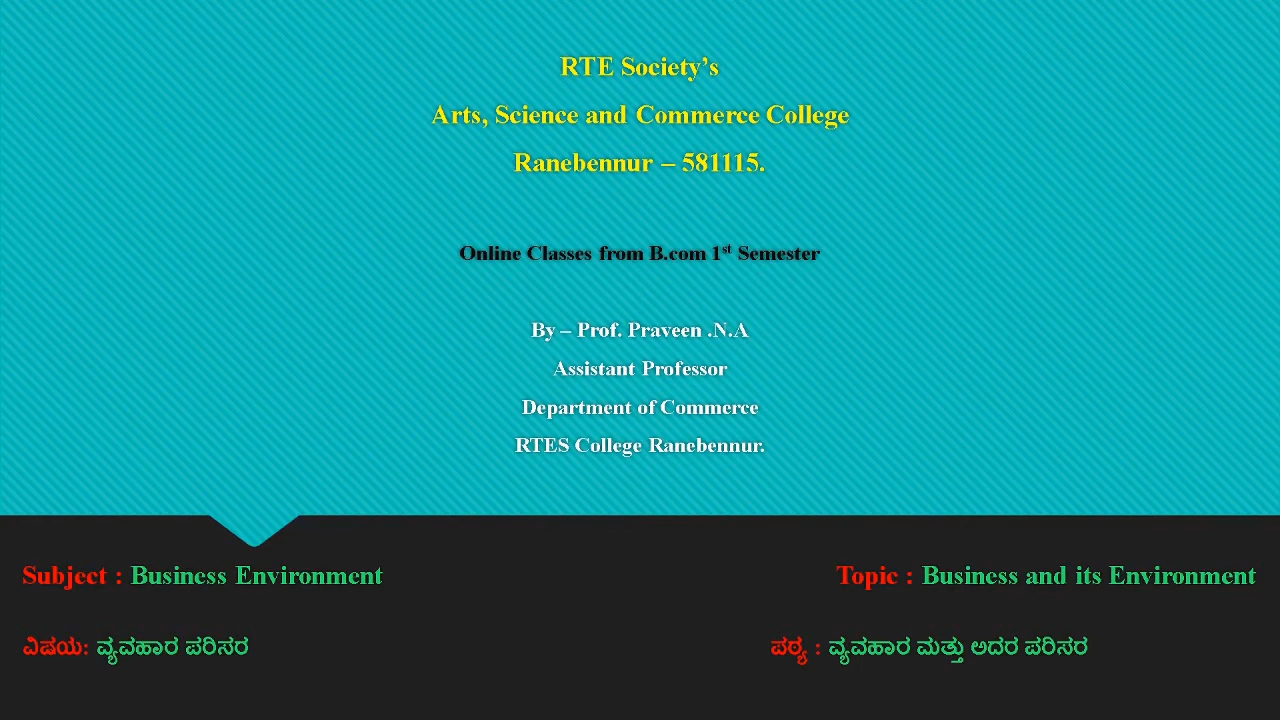 RTE Society’s
Arts, Science and Commerce College
Ranebennur – 581115.
Online Classes from B.com 1st Semester
By – Prof. Praveen .N.A
Assistant Professor
Department of Commerce
RTES College Ranebennur.
Subject : Business Environment
Topic : Business and its Environment
ವಿಷಯ: ವ್ಯವಹಾರ ಪರಿಸರ
ಪಠ್ಯ : ವ್ಯವಹಾರ ಮತ್ತು ಅದರ ಪರಿಸರ